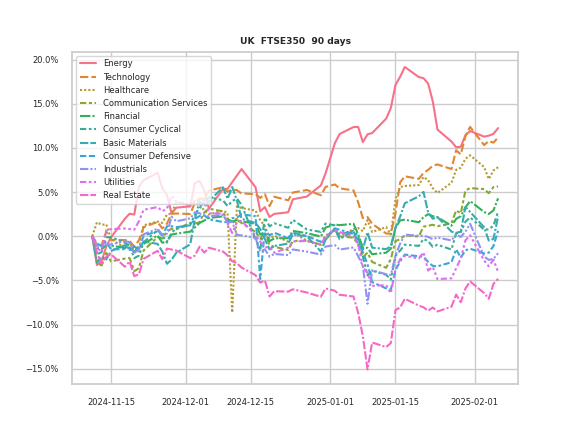 UK FTSE350 90 days
20.0%
15.0%
10.0%
5.0%
0.0%
−5.0%
−10.0%
−15.0%
Energy
Technology
Healthcare
Communication Services
Financial
Consumer Cyclical
Basic Materials
Consumer Defensive
Industrials
Utilities
Real Estate
2024-11-15 2024-12-01 2024-12-15 2025-01-01 2025-01-15 2025-02-01